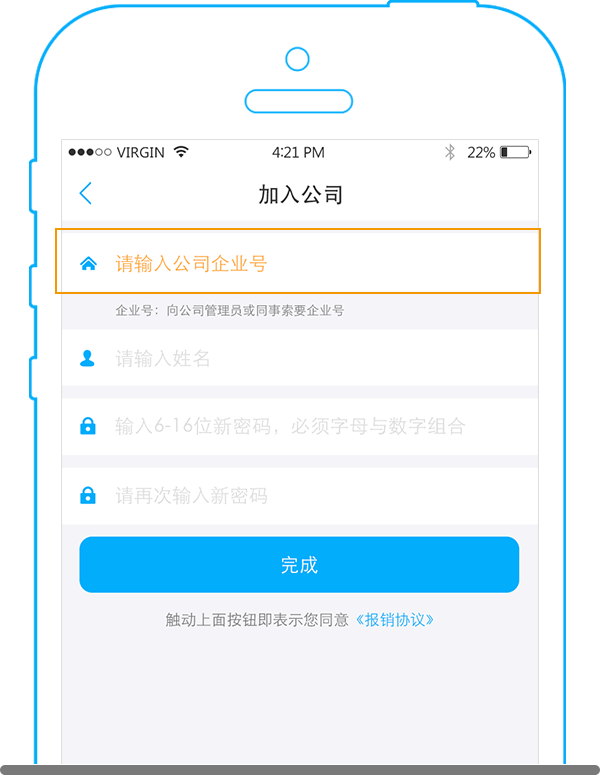 VIRGIN 4:21 PM 22%
加入公司
请输入公司企业号
企业号：向公司管理员或同事索要企业号
请输入姓名
输入6-16位新密码，必须字母与数字组合
请再次输入新密码
完成
触动上面按钮即表示您同意《报销协议》